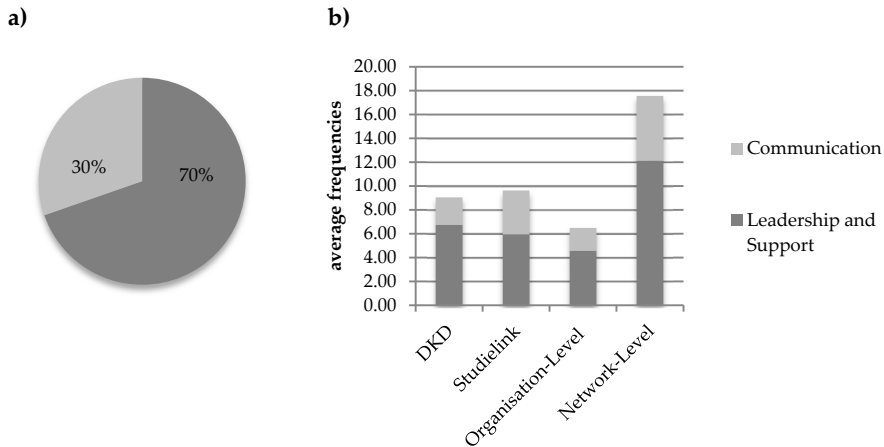 a)
30%
70%
b)
average frequencies
20.00
18.00
16.00
14.00
12.00
10.00
8.00
6.00
4.00
2.00
0.00
DKD
Studielink
Organisation-Level
Network-Level
Communication
Leadership and
Support